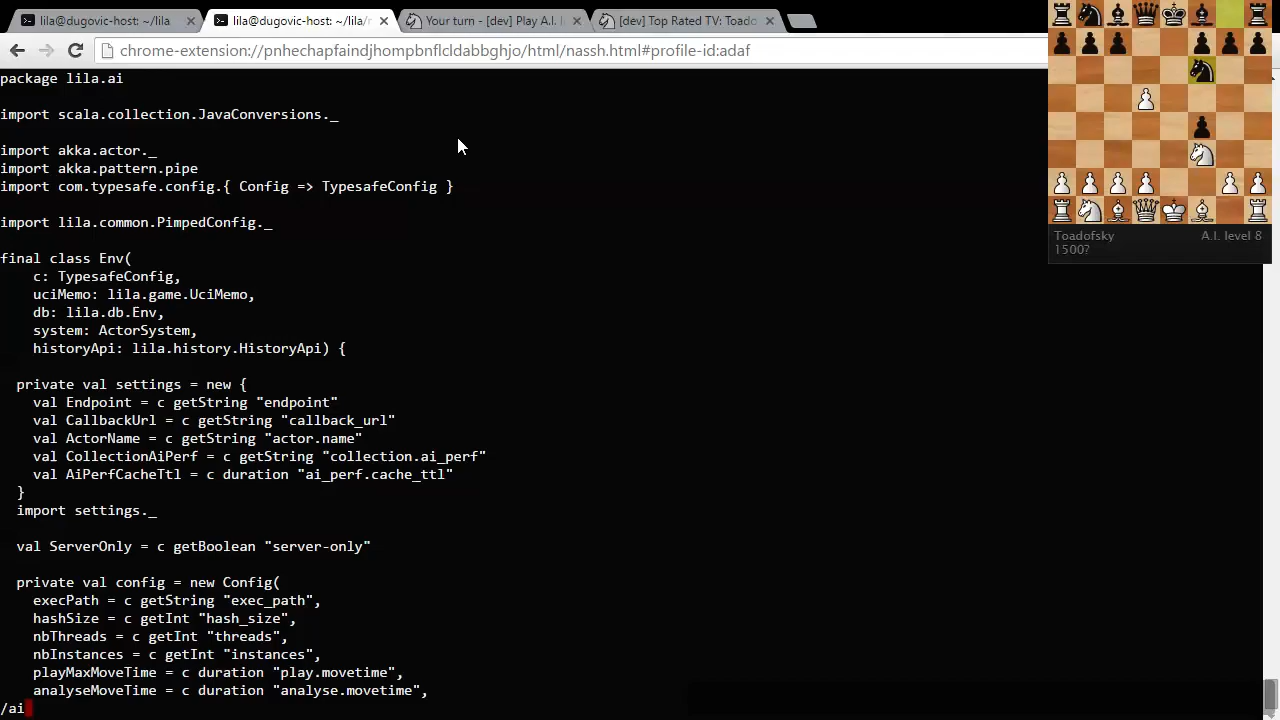 lila@dugovic-host: ~/lila
lila@dugovic-host: ~/lila/r
Your turn - [dev] Play A.I. l
[dev] Top Rated TV: Toado
chrome-extension://pnhechapfaindjhompbnflcldabbghjo/html/nassh.html#profile-id:adaf
package lila.ai
import scala.collection.JavaConversions._
import akka.actor._
import akka.pattern.pipe
import com.typesafe.config.{ Config => TypesafeConfig }
import lila.common.PimpedConfig._
final class Env(
c: TypesafeConfig,
uciMemo: lila.game.UciMemo,
db: lila.db.Env,
system: ActorSystem,
historyApi: lila.history.HistoryApi) {
private val settings = new {
val Endpoint = c getString "endpoint"
val CallbackUrl = c getString "callback_url"
val ActorName = c getString "actor.name"
val CollectionAiPerf = c getString "collection.ai_perf"
val AiPerfCacheTtl = c duration "ai_perf.cache_ttl"
}
import settings._
val ServerOnly = c getBoolean "server-only"
private val config = new Config(
execPath = c getString "exec_path",
hashSize = c getInt "hash_size",
nbThreads = c getInt "threads",
nbInstances = c getInt "instances",
playMaxMoveTime = c duration "play.movetime",
analyseMoveTime = c duration "analyse.movetime",
/ai
Toadofsky A.I. level 8
1500?